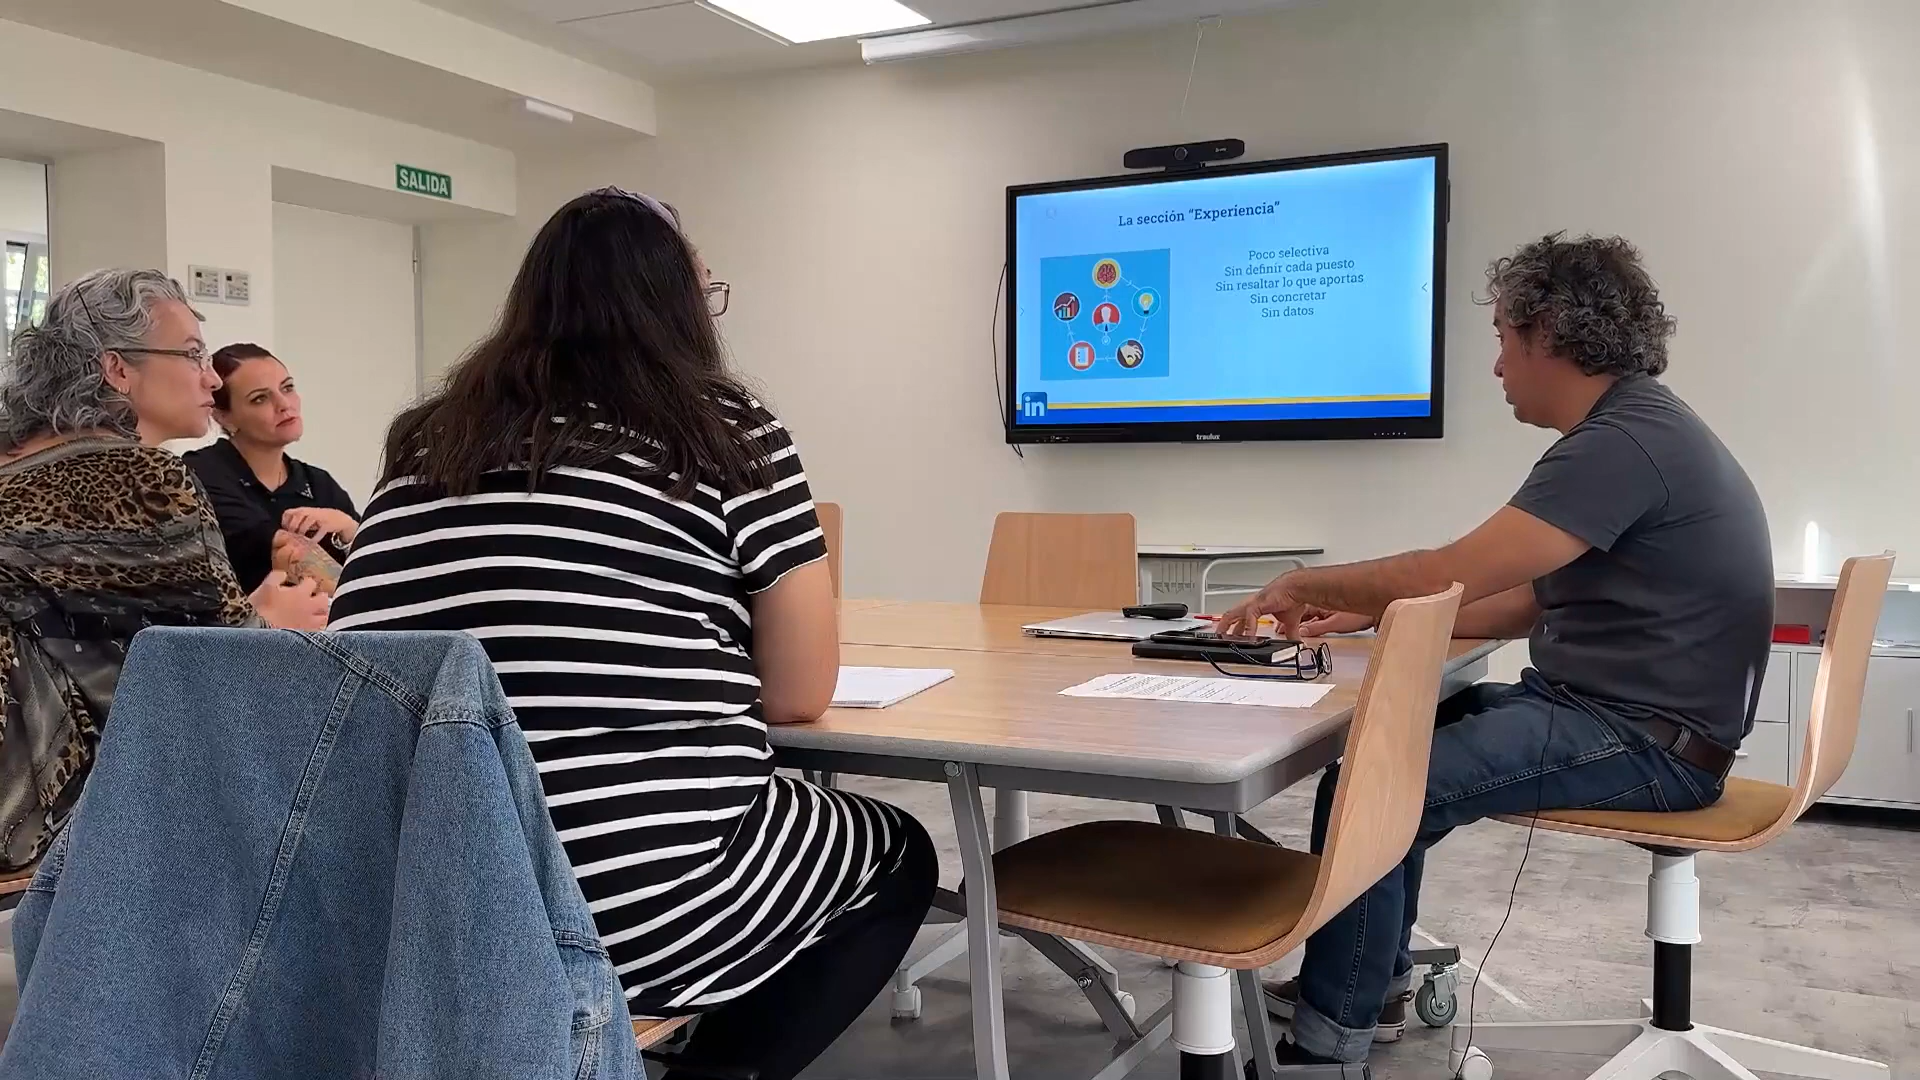 SALIDA
La sección “Experiencia”
Poco selectiva
Sin definir cada puesto
Sin resaltar lo que aportas
Sin concretar
Sin datos
in
traulux